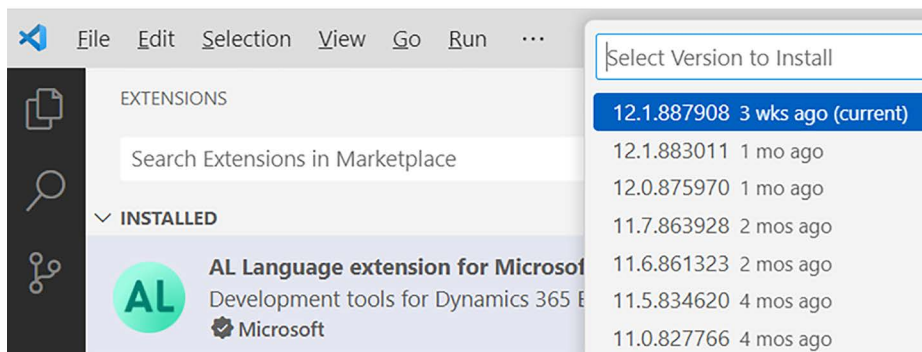 File Edit Selection View Go Run ...
EXTENSIONS
Search Extensions in Marketplace
INSTALLED
AL
AL Language extension for
Development tools for Dynamics 365
Microsoft
Select Version to Install
12.1.887908 3 wks ago (current)
12.1.883011 1 mo ago
12.0.875970 1 mo ago
11.7.863928 2 mos ago
11.6.861323 2 mos ago
11.5.834620 4 mos ago
11.0.827766 4 mos ago